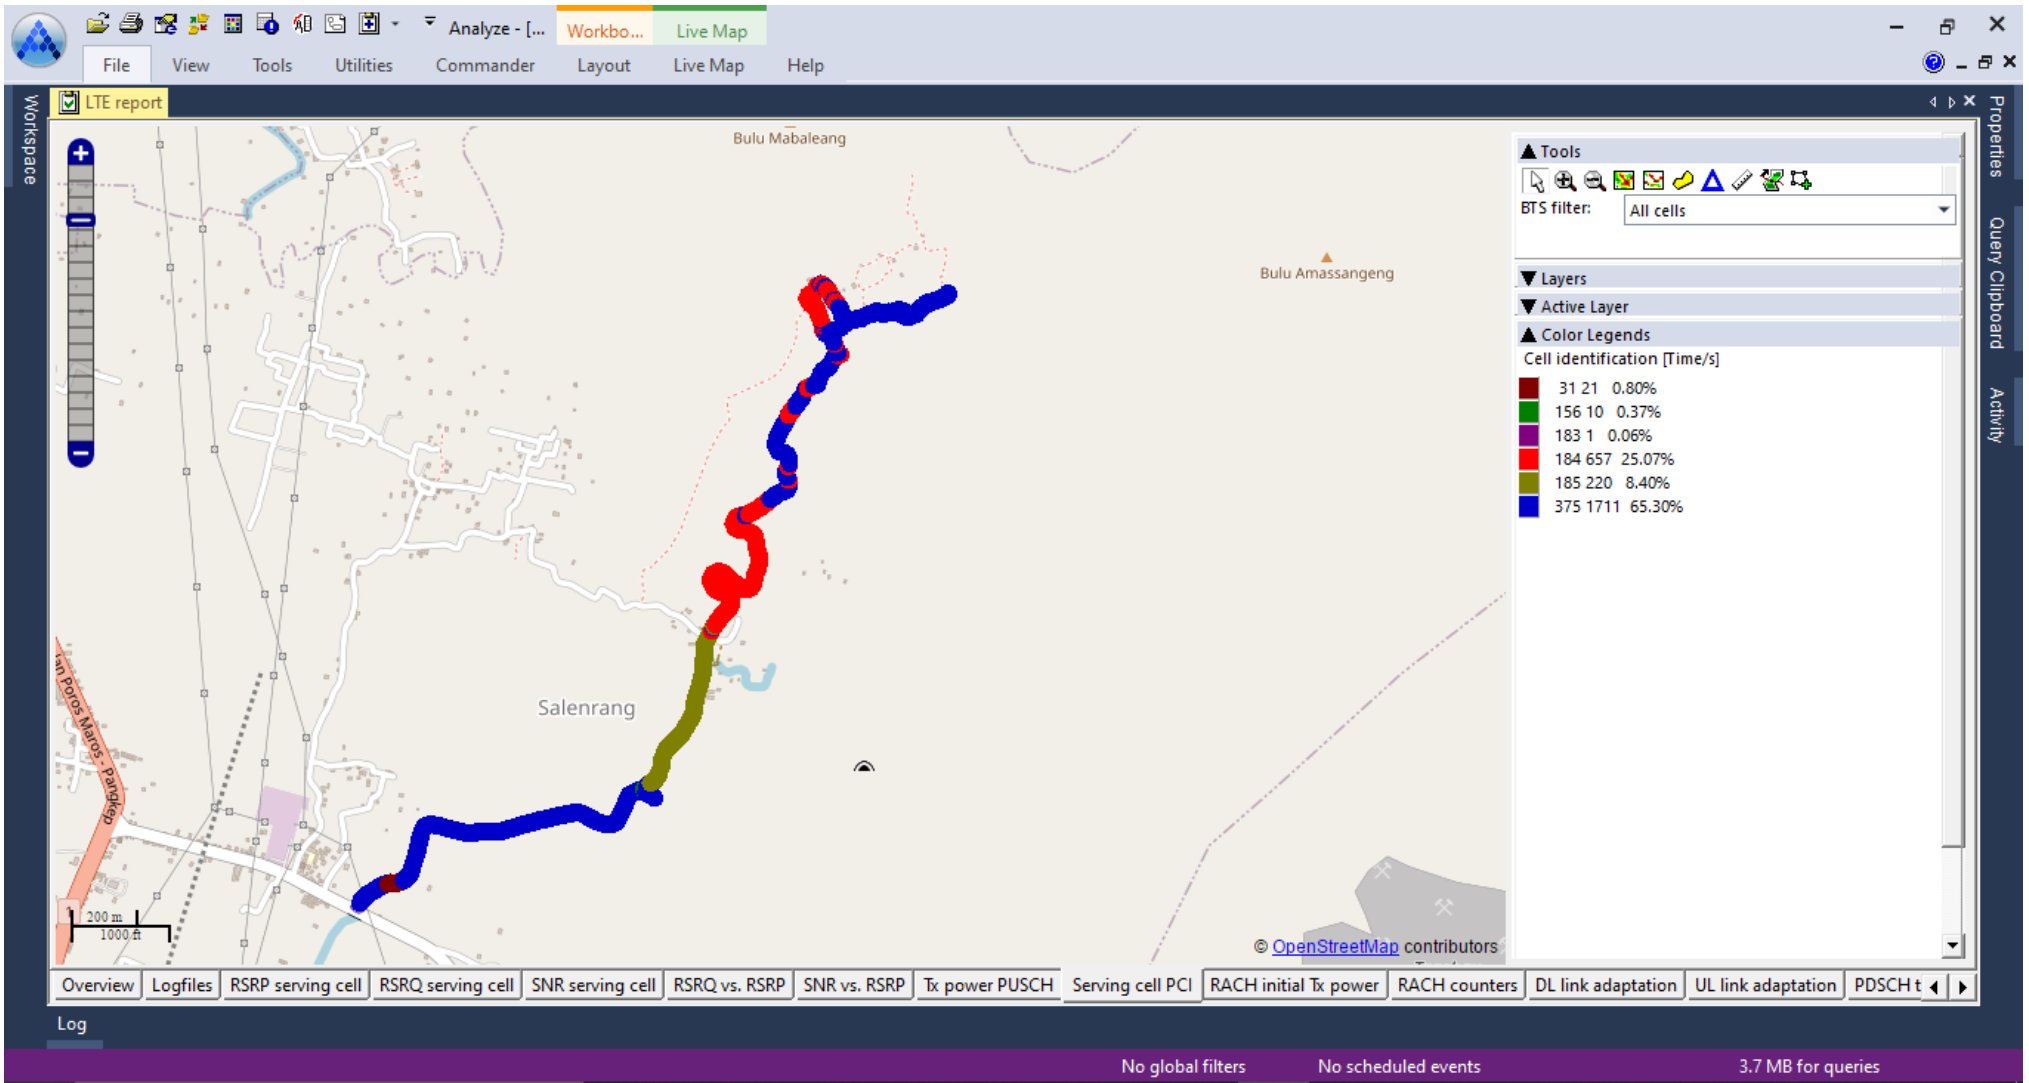 Analyze - [...
Workbo...
Live Map
File
View
Tools
Utilities
Commander
Layout
Live Map
Help
Workspace
LTE report
Properties
Query Clipboard
Activity
Bulu Mabaleang
Bulu Amassangeng
Salenrang
Jalan Poros Maros - Pangkep
1
200 m
1000 ft
© OpenStreetMap contributors
Tools
BTS filter:
All cells
Layers
Active Layer
Color Legends
Cell identification [Time/s]
31 21 0.80%
156 10 0.37%
183 1 0.06%
184 657 25.07%
185 220 8.40%
375 1711 65.30%
Overview
Logfiles
RSRP serving cell
RSRQ serving cell
SNR serving cell
RSRQ vs. RSRP
SNR vs. RSRP
Tx power PUSCH
Serving cell PCI
RACH initial Tx power
RACH counters
DL link adaptation
UL link adaptation
PDSCH t
Log
No global filters
No scheduled events
3.7 MB for queries